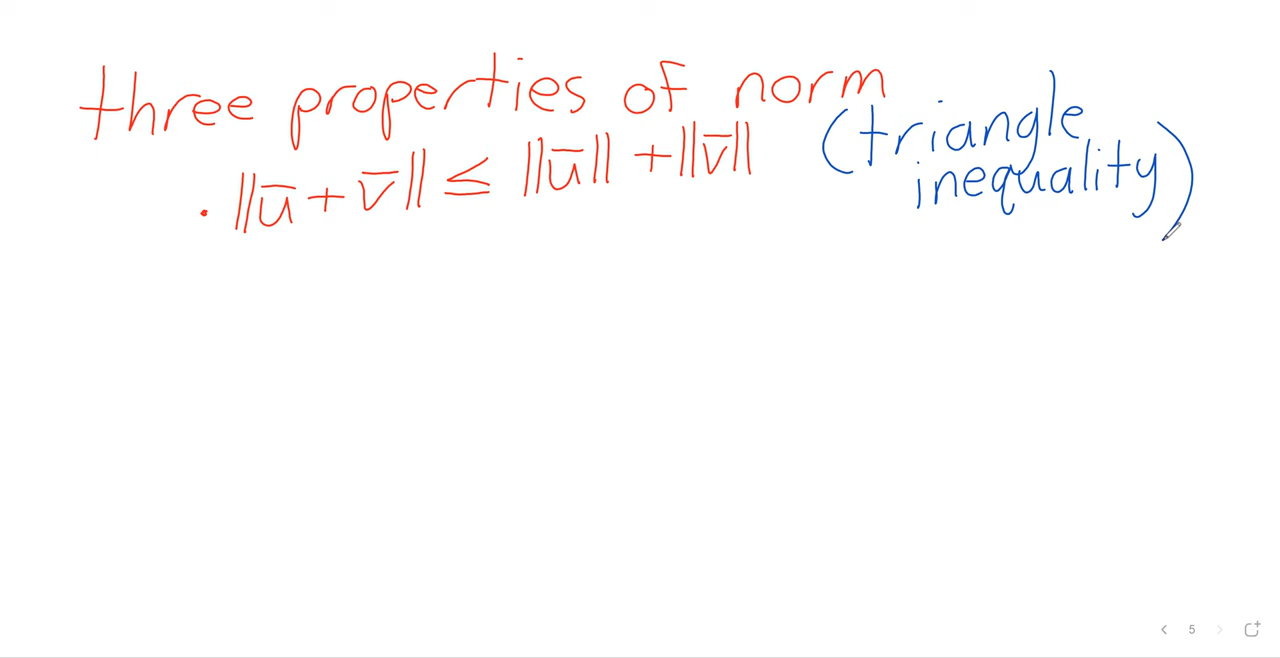 three properties of norm
· ||ū + v̄|| ≤ ||ū|| + ||v̄||
(triangle
inequality)
5